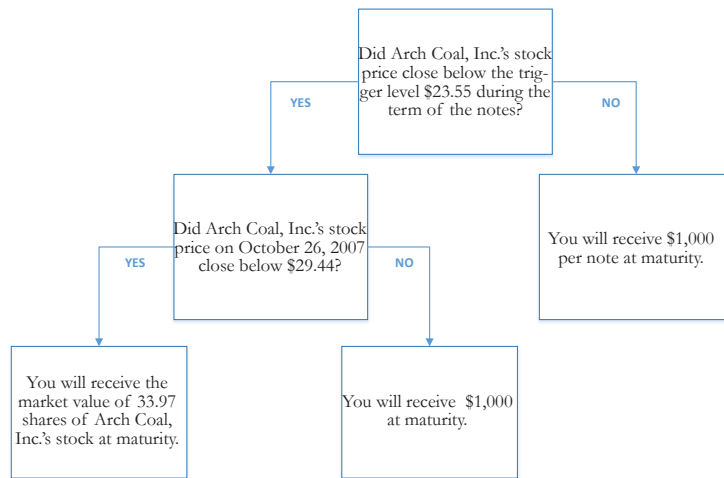 Did Arch Coal, Inc.'s stock
price close below the trig-
ger level $23.55 during the
term of the notes?
YES
NO
Did Arch Coal, Inc.'s stock
price on October 26, 2007
close below $29.44?
You will receive $1,000
per note at maturity.
YES
NO
You will receive the
market value of 33.97
shares of Arch Coal,
Inc.'s stock at maturity.
You will receive $1,000
at maturity.